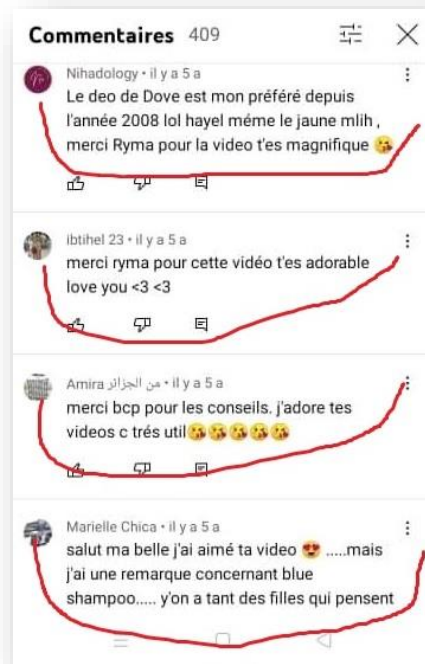 Commentaires 409
Nihadology • il y a 5 a
Le deo de Dove est mon préféré depuis
l'année 2008 lol hayel méme le jaune mlih ,
merci Ryma pour la video t'es magnifique 😘
ibtihel 23 • il y a 5 a
merci ryma pour cette vidéo t'es adorable
love you <3 <3
Amira من الجزائر • il y a 5 a
merci bcp pour les conseils. j'adore tes
videos c trés util😘😘😘😘😘
Marielle Chica • il y a 5 a
salut ma belle j'ai aimé ta video 😍 .....mais
j'ai une remarque concernant blue
shampoo..... y'on a tant des filles qui pensent